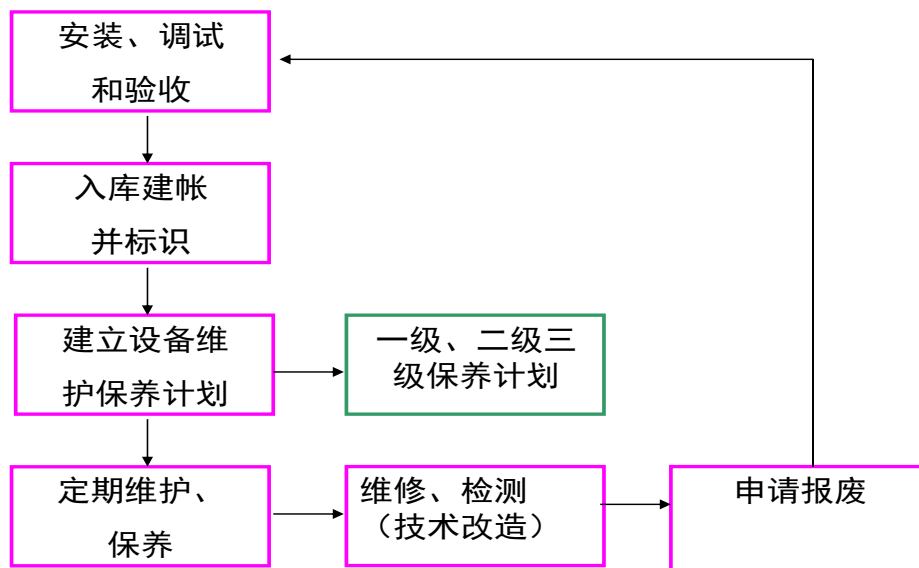 安装、调试
和验收
入库建帐
并标识
建立设备维
护保养计划
一级、二级三
级保养计划
定期维护、
保养
维修、检测
（技术改造）
申请报废